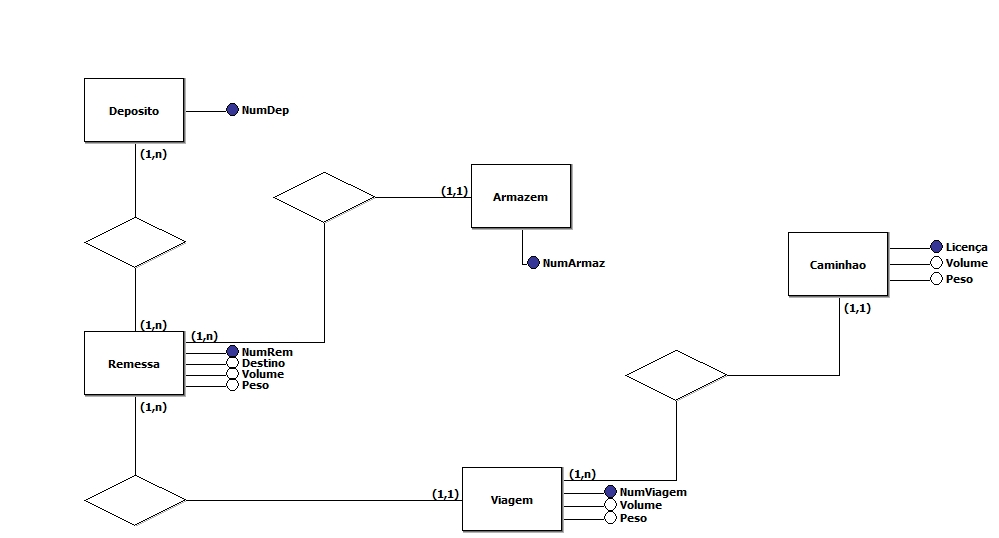 Deposito
NumDep
(1,n)
(1,1)
Armazem
NumArmaz
Caminhao
Licença
Volume
Peso
(1,1)
(1,n)
(1,n)
Remessa
NumRem
Destino
Volume
Peso
(1,n)
(1,1)
Viagem
(1,n)
NumViagem
Volume
Peso